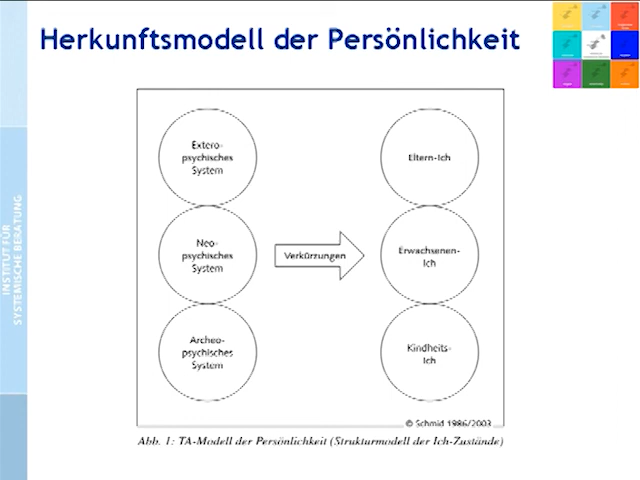 Herkunftsmodell der Persönlichkeit
INSTITUT FÜR
SYSTEMISCHE BERATUNG
Extero-
psychisches
System
Neo-
psychisches
System
Archeo-
psychisches
System
Verkürzungen
Eltern-Ich
Erwachsenen-
Ich
Kindheits-
Ich
© Schmid 1986/2003
Abb. 1: TA-Modell der Persönlichkeit (Strukturmodell der Ich-Zustände)